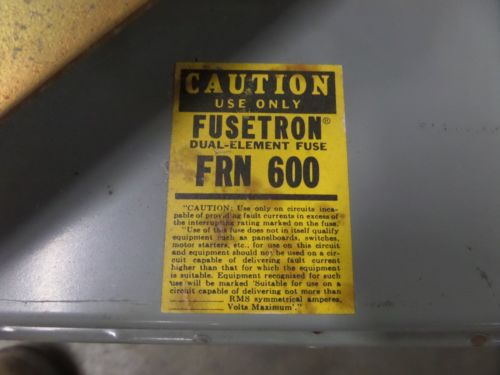 CAUTION
USE ONLY
FUSETRON®
DUAL-ELEMENT FUSE
FRN 600
"CAUTION: Use only on circuits inca-
pable of providing fault currents in excess of
the interrupting rating marked on the fuse.
"Use of this fuse does not in itself qualify
equipment such as panelboards, switches,
motor starters, etc., for use on this circuit
and equipment should not be used on a cir-
cuit capable of delivering fault current
higher than that for which the equipment
is suitable. Equipment recognized for such
use will be marked 'Suitable for use on a
circuit capable of delivering not more than
RMS symmetrical amperes,
Volts Maximum'."